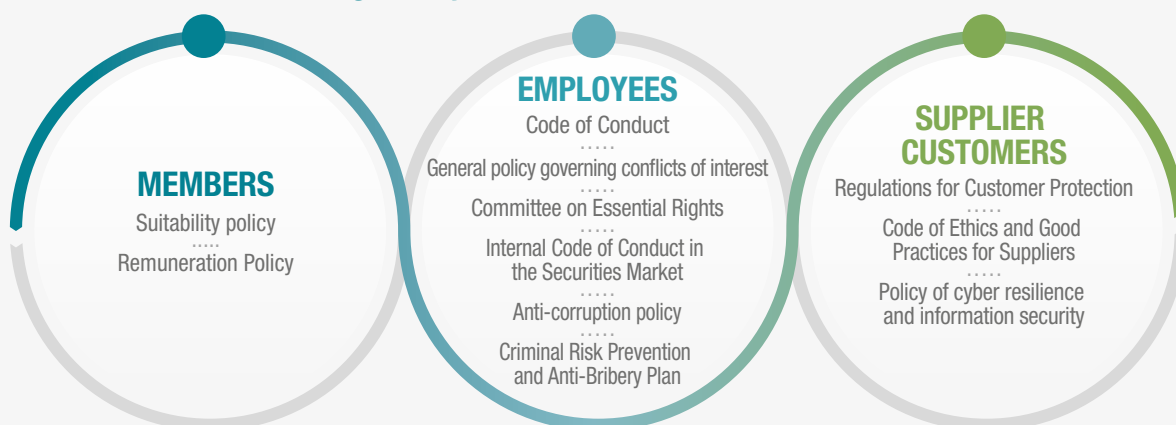 MEMBERS
Suitability policy
.....
Remuneration Policy
EMPLOYEES
Code of Conduct
.....
General policy governing conflicts of interest
.....
Committee on Essential Rights
.....
Internal Code of Conduct in
the Securities Market
.....
Anti-corruption policy
.....
Criminal Risk Prevention
and Anti-Bribery Plan
SUPPLIER
CUSTOMERS
Regulations for Customer Protection
.....
Code of Ethics and Good
Practices for Suppliers
.....
Policy of cyber resilience
and information security